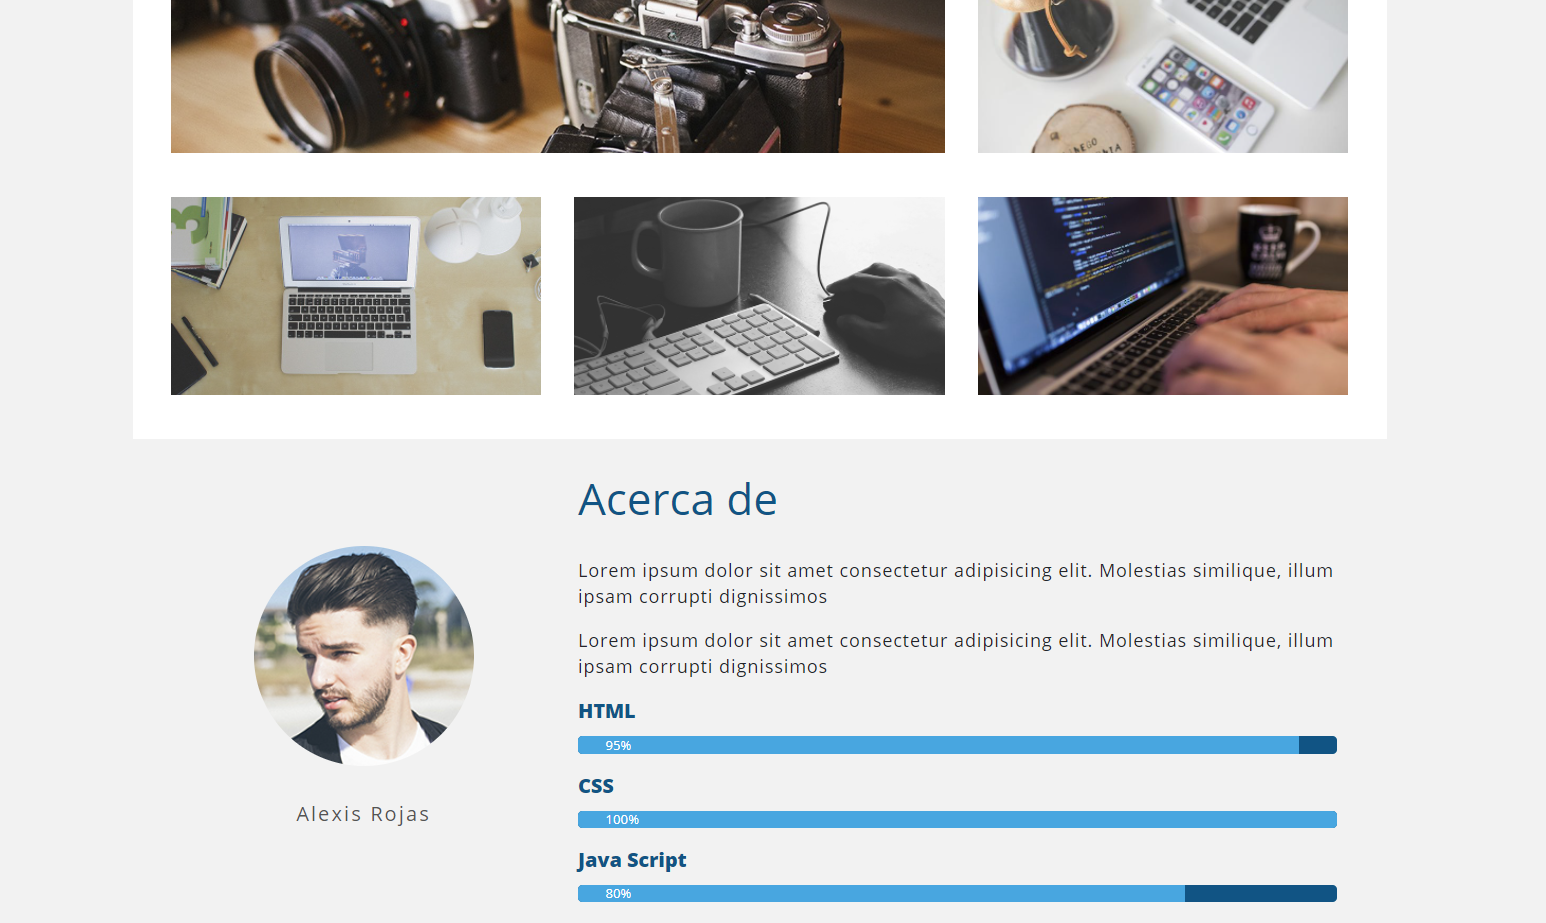 KEEP
CALM
Acerca de
Lorem ipsum dolor sit amet consectetur adipisicing elit. Molestias similique, illum
ipsam corrupti dignissimos
Lorem ipsum dolor sit amet consectetur adipisicing elit. Molestias similique, illum
ipsam corrupti dignissimos
Alexis Rojas
HTML
95%
CSS
100%
Java Script
80%